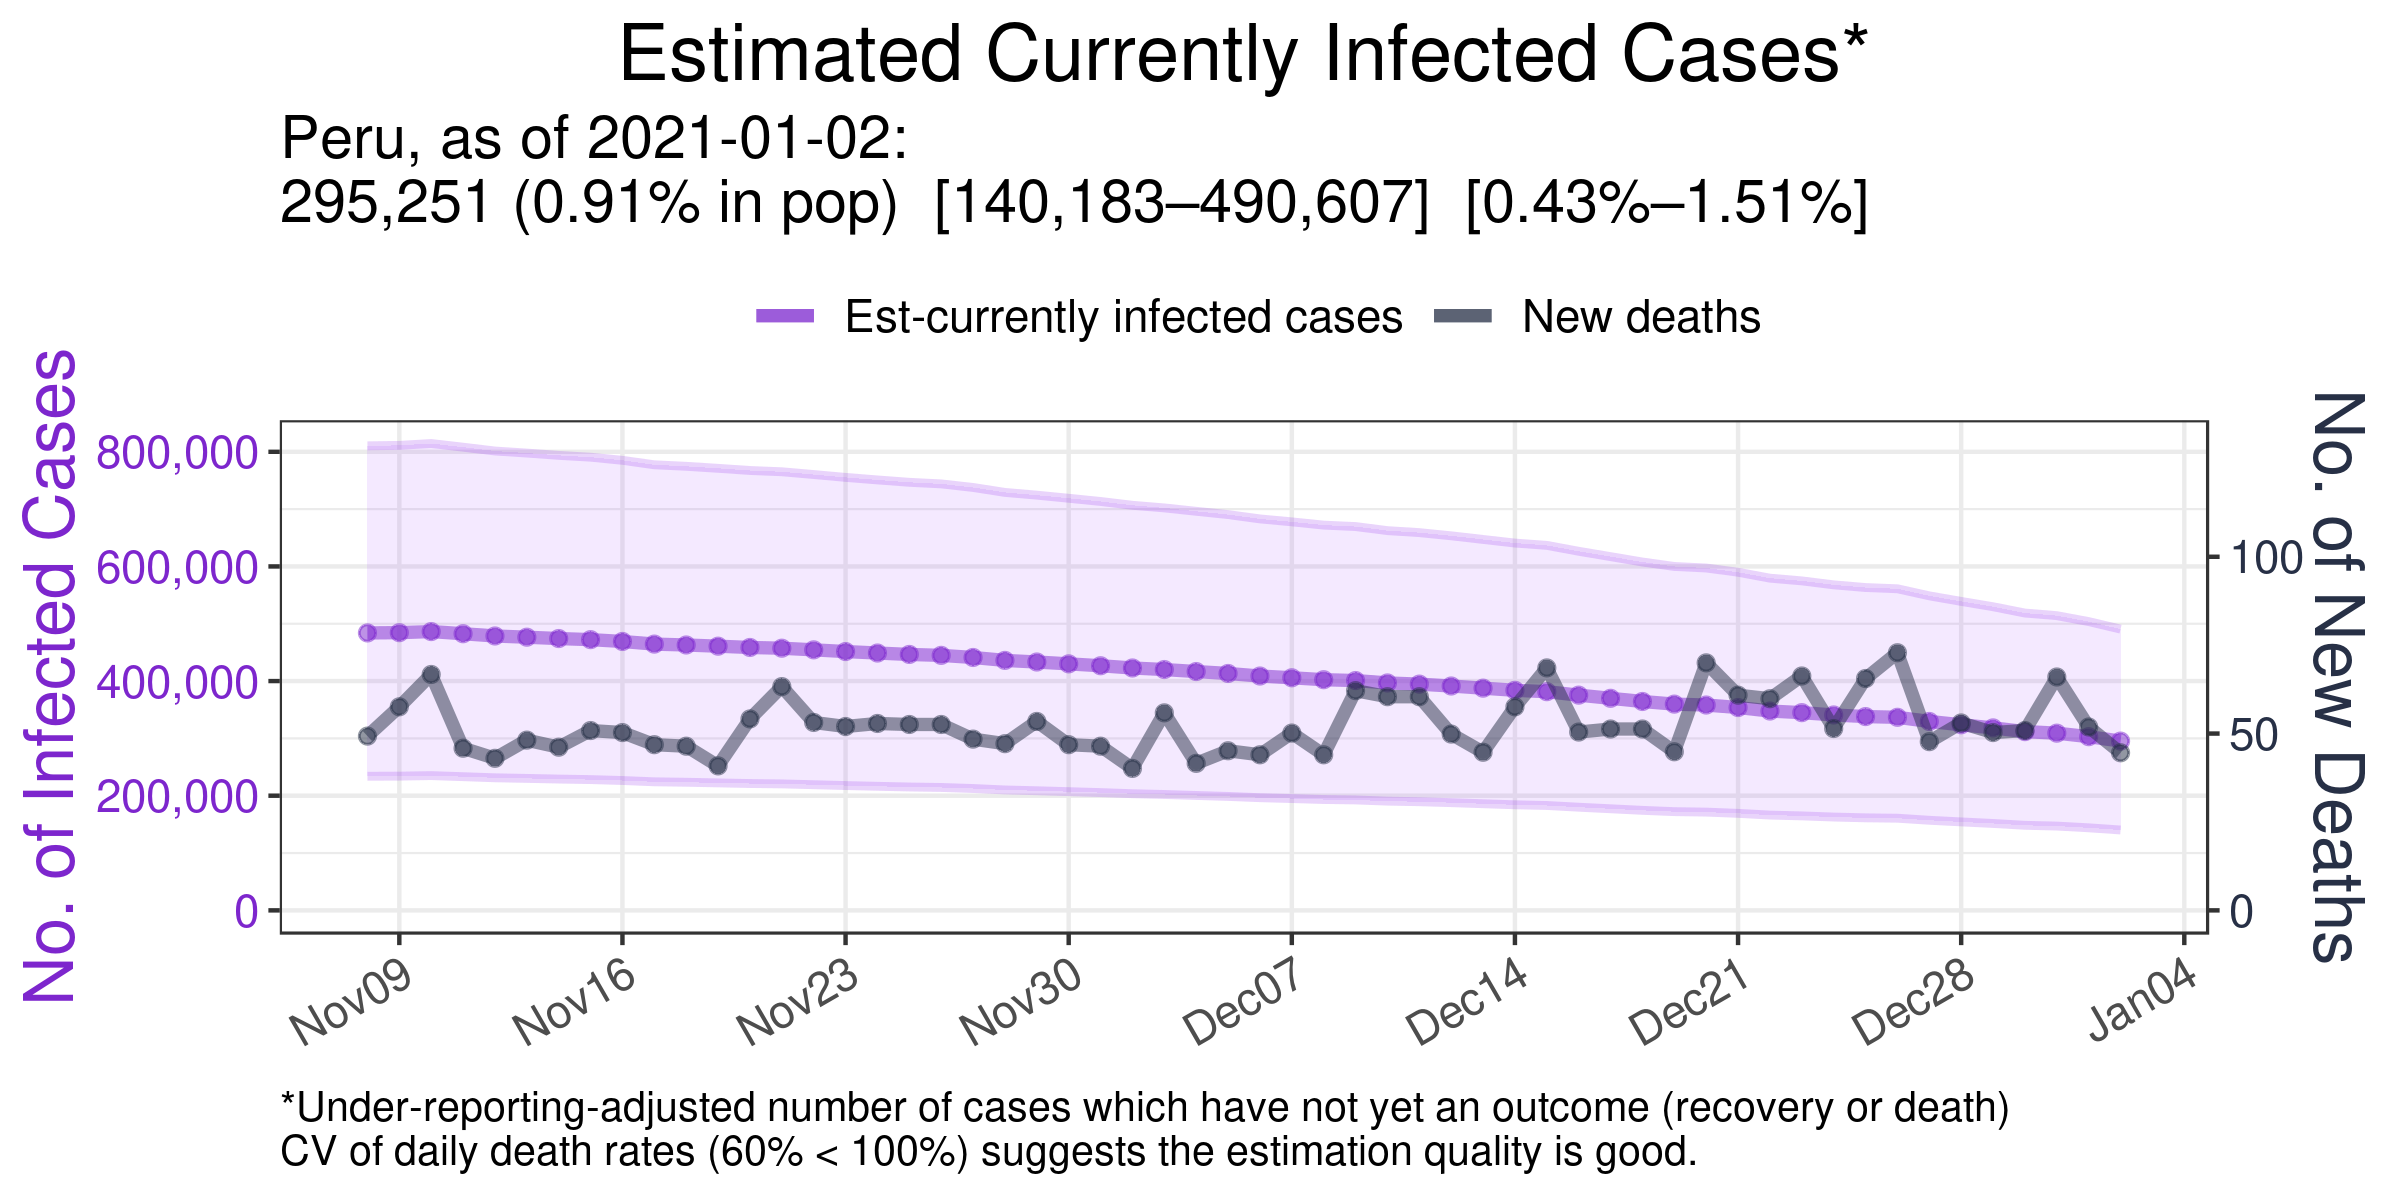 Estimated Currently Infected Cases*
Peru, as of 2021-01-02:
295,251 (0.91% in pop) [140,183–490,607] [0.43%–1.51%]
Est-currently infected cases New deaths
No. of Infected Cases
800,000
600,000
400,000
200,000
0
100
50
0
No. of New Deaths
Nov09 Nov16 Nov23 Nov30 Dec07 Dec14 Dec21 Dec28 Jan04
*Under-reporting-adjusted number of cases which have not yet an outcome (recovery or death)
CV of daily death rates (60% < 100%) suggests the estimation quality is good.